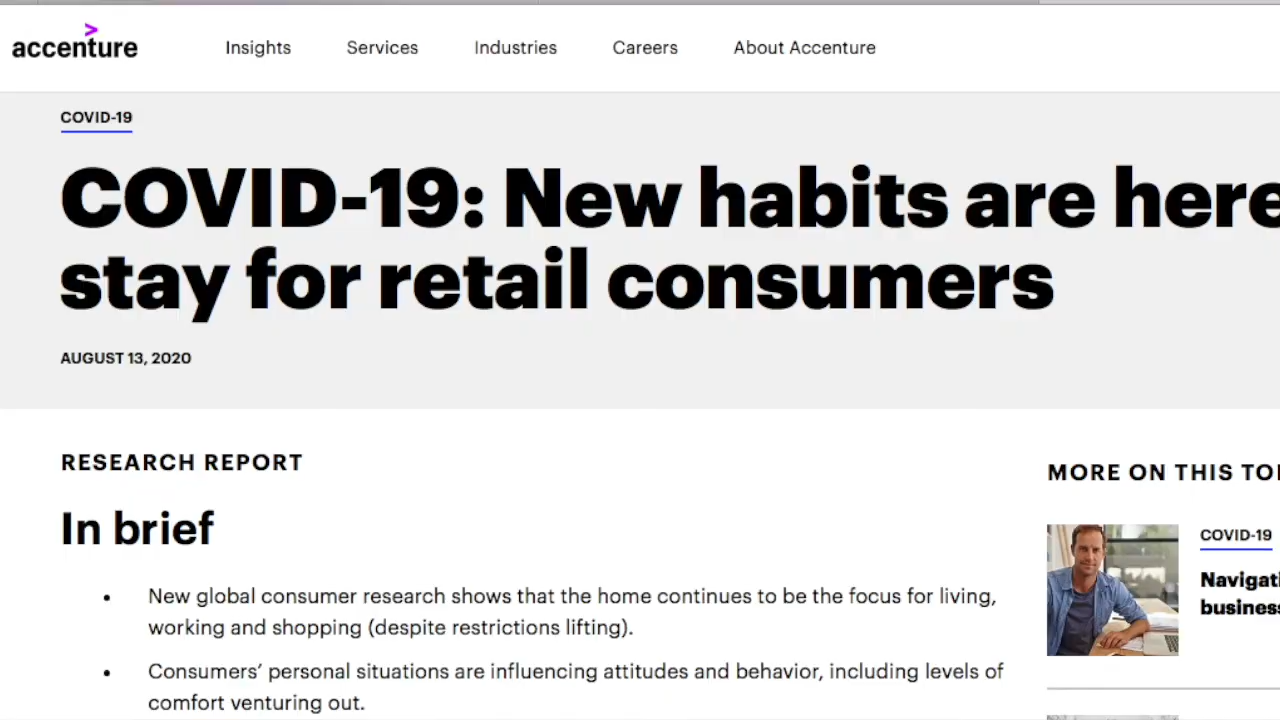 accenture
Insights Services Industries Careers About Accenture
COVID-19
COVID-19: New habits are here
stay for retail consumers
AUGUST 13, 2020
RESEARCH REPORT
In brief
• New global consumer research shows that the home continues to be the focus for living,
working and shopping (despite restrictions lifting).
• Consumers’ personal situations are influencing attitudes and behavior, including levels of
comfort venturing out.
MORE ON THIS
COVID-19
business